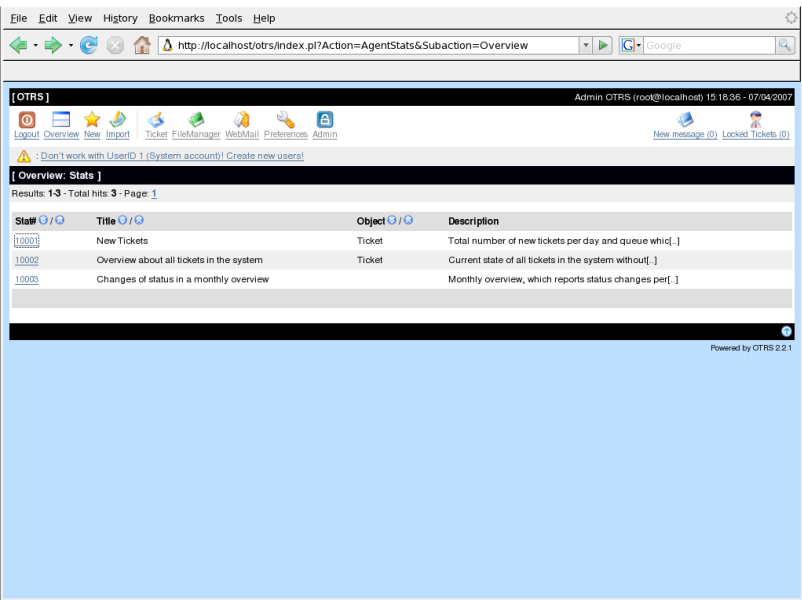 File Edit View History Bookmarks Tools Help
http://localhost/otrs/index.pl?Action=AgentStats&Subaction=Overview G Google
[ OTRS ] Admin OTRS (root@localhost) 15:18:36 - 07/04/2007
Logout Overview New Import Ticket FileManager WebMail Preferences Admin New message (0) Locked Tickets (0)
: Don't work with UserID 1 (System account)! Create new users!
[ Overview: Stats ]
Results: 1-3 - Total hits: 3 - Page: 1
Stat# / Title / Object / Description
10001 New Tickets Ticket Total number of new tickets per day and queue whic[..]
10002 Overview about all tickets in the system Ticket Current state of all tickets in the system without[..]
10003 Changes of status in a monthly overview Monthly overview, which reports status changes per[..]
Powered by OTRS 2.2.1